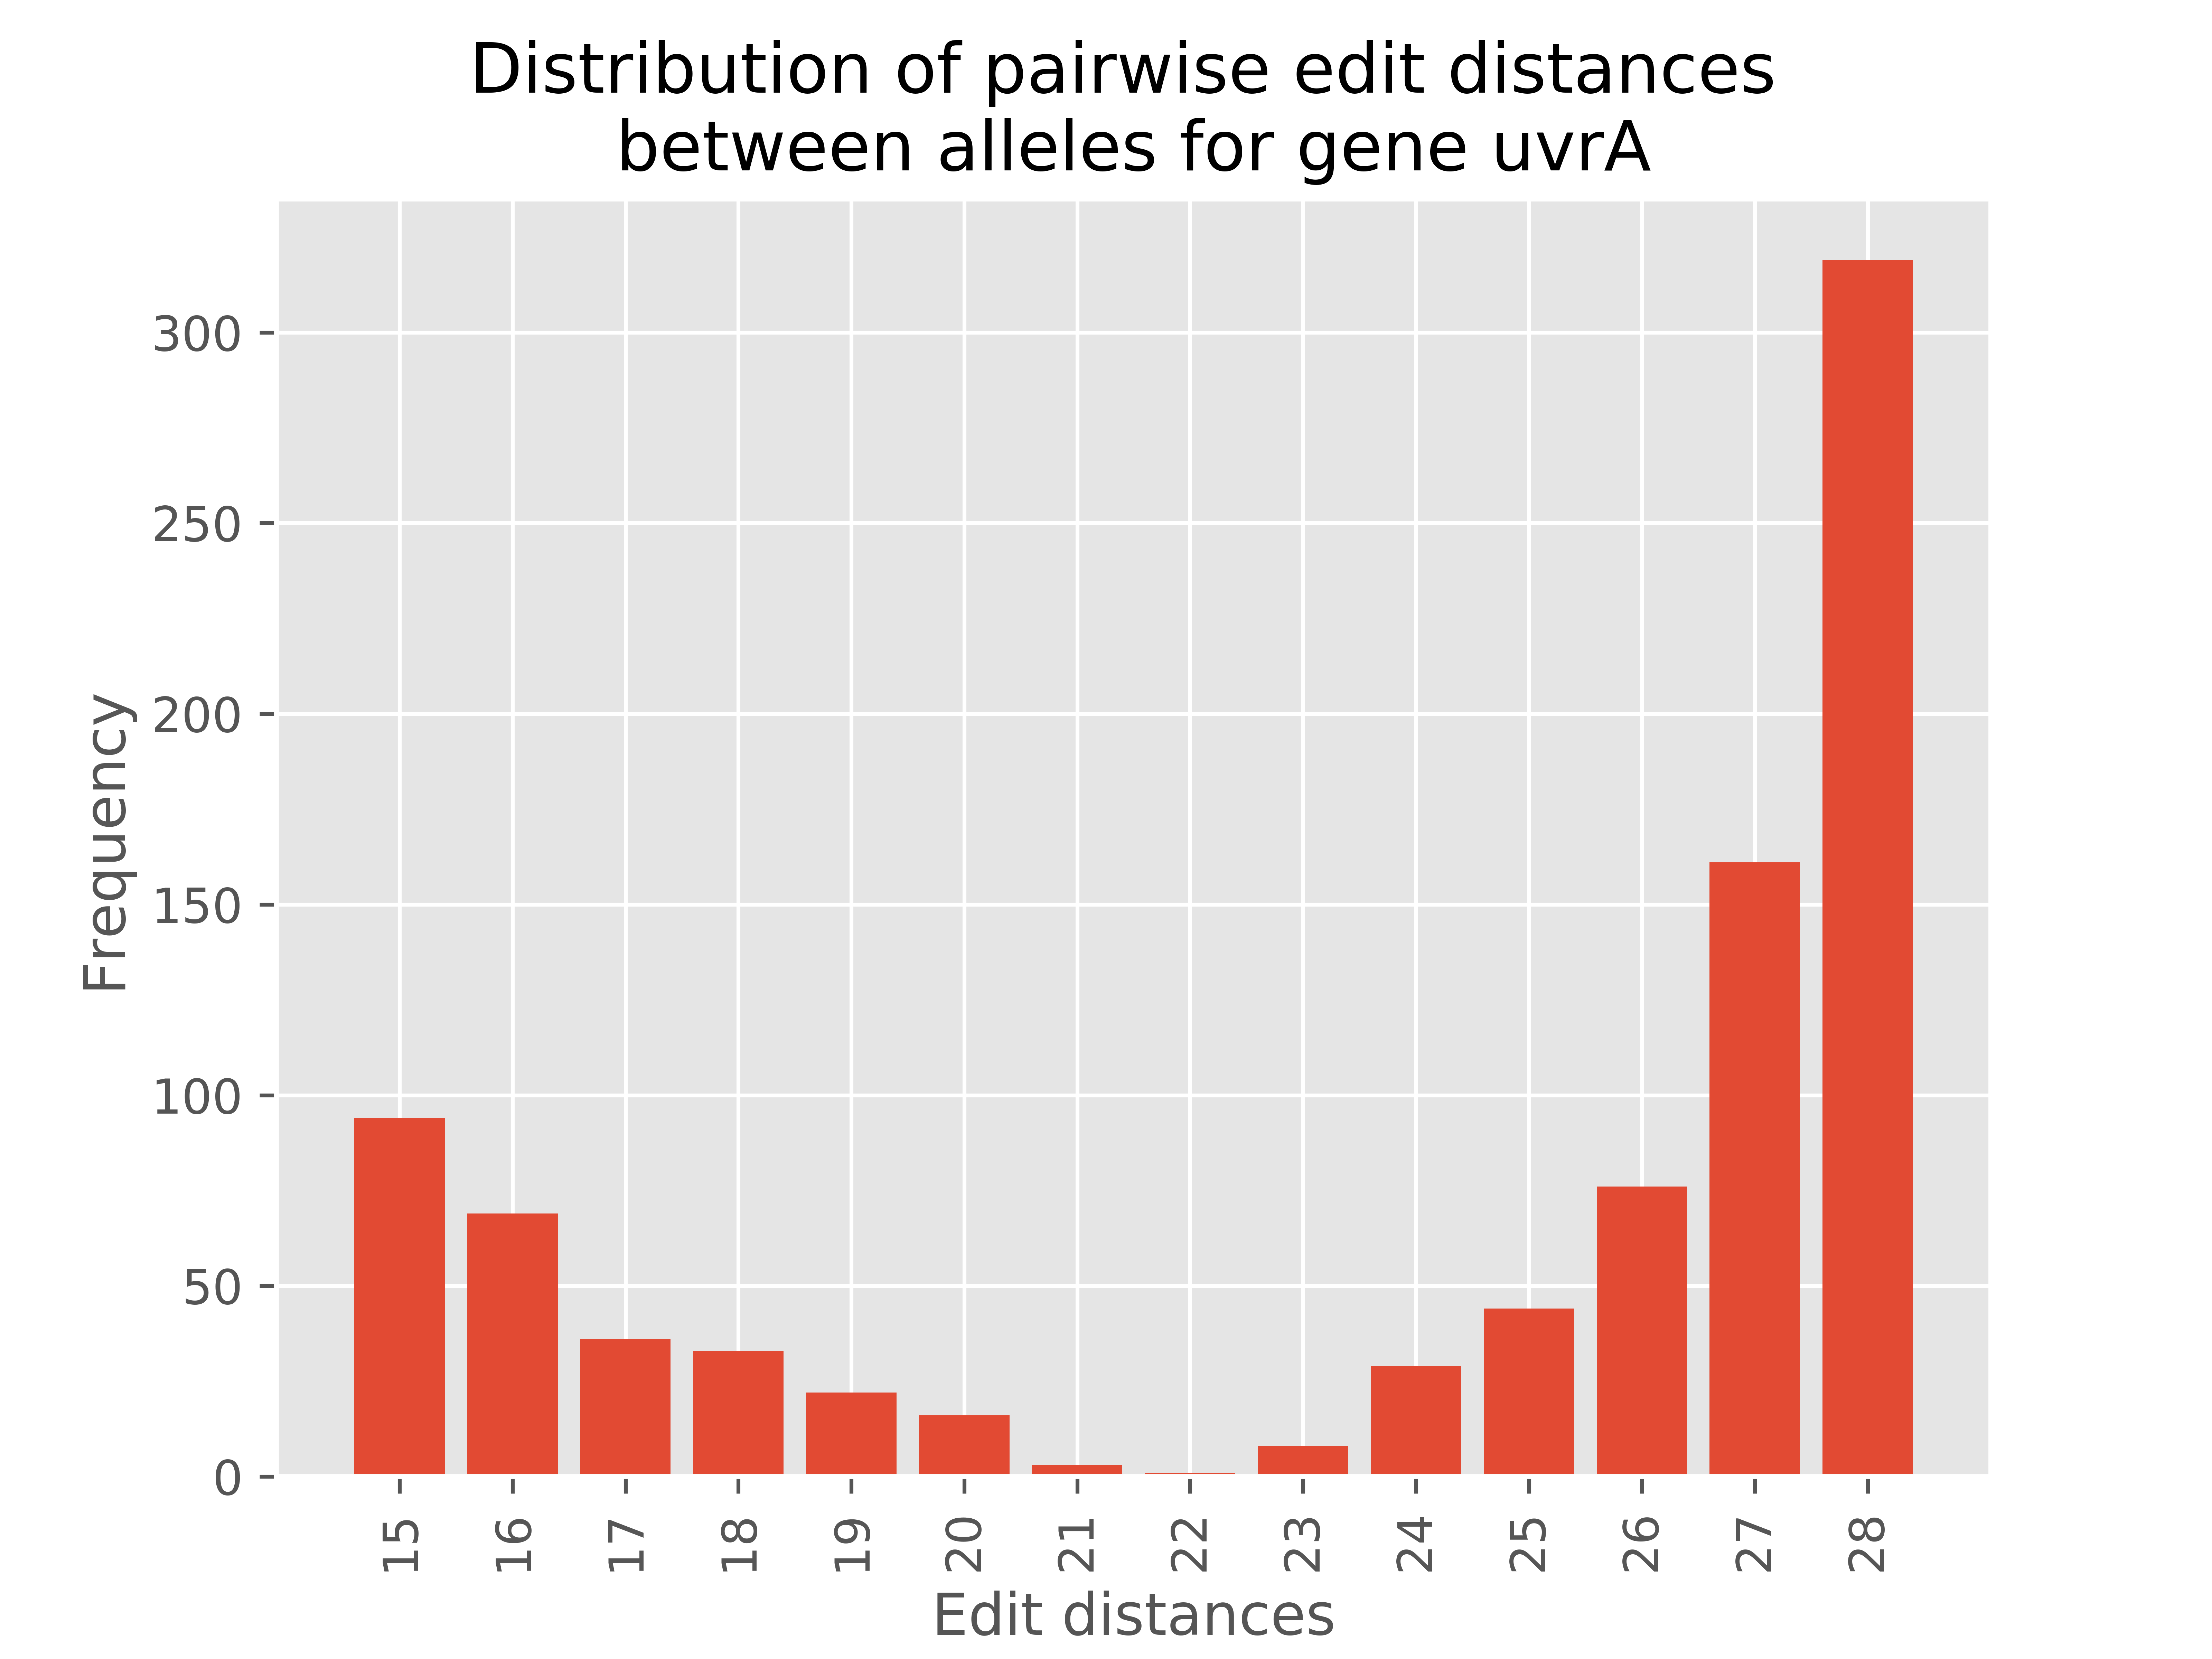 Distribution of pairwise edit distances
between alleles for gene uvrA
Frequency
300
250
200
150
100
50
0
15 16 17 18 19 20 21 22 23 24 25 26 27 28
Edit distances